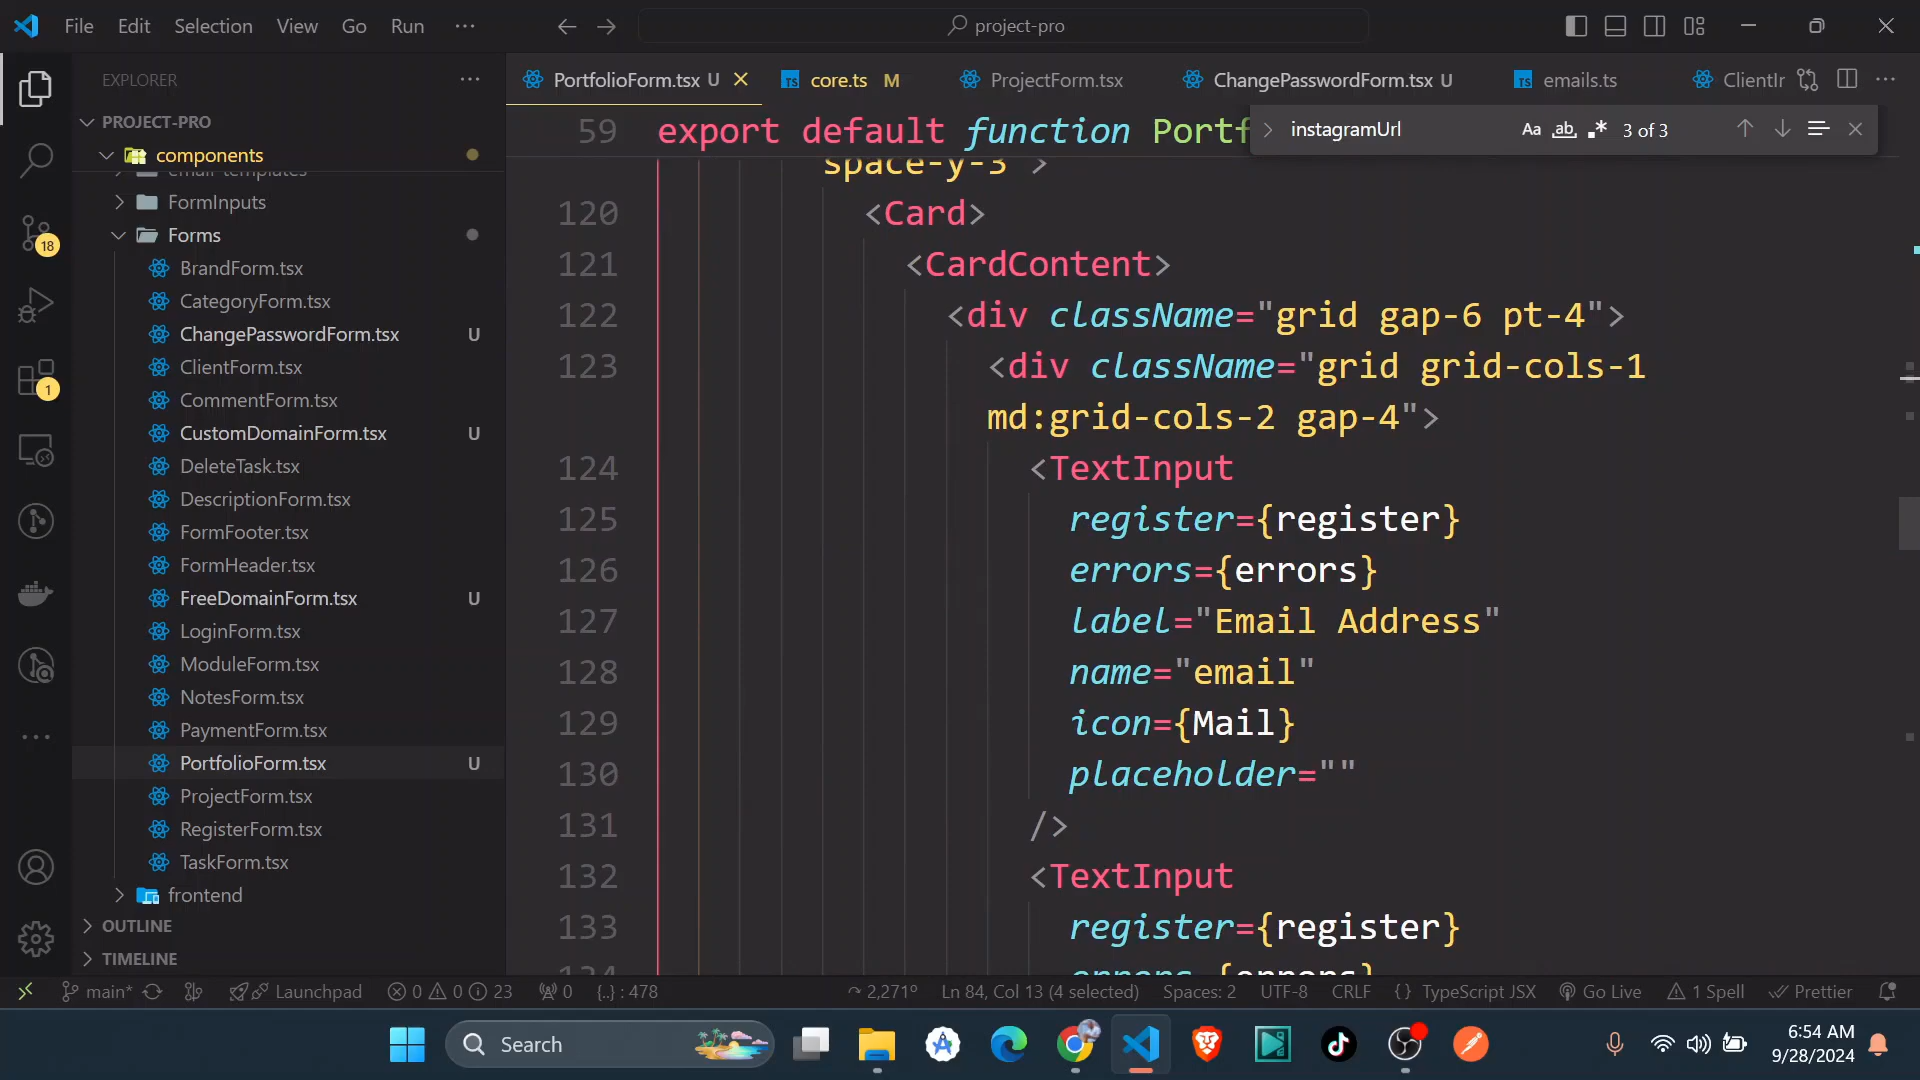 File Edit Selection View Go Run ···
project-pro
EXPLORER
PortfolioForm.tsx U
core.ts M
ProjectForm.tsx
ChangePasswordForm.tsx U
emails.ts
ClientIr
PROJECT-PRO
components
email-templates
FormInputs
Forms
BrandForm.tsx
CategoryForm.tsx
ChangePasswordForm.tsx U
ClientForm.tsx
CommentForm.tsx
CustomDomainForm.tsx U
DeleteTask.tsx
DescriptionForm.tsx
FormFooter.tsx
FormHeader.tsx
FreeDomainForm.tsx U
LoginForm.tsx
ModuleForm.tsx
NotesForm.tsx
PaymentForm.tsx
PortfolioForm.tsx U
ProjectForm.tsx
RegisterForm.tsx
TaskForm.tsx
frontend
OUTLINE
TIMELINE
18
1
59 export default function Portf
instagramUrl Aa ab .* 3 of 3
space-y-3 >
120 <Card>
121 <CardContent>
122 <div className="grid gap-6 pt-4">
123 <div className="grid grid-cols-1
md:grid-cols-2 gap-4">
124 <TextInput
125 register={register}
126 errors={errors}
127 label="Email Address"
128 name="email"
129 icon={Mail}
130 placeholder=""
131 />
132 <TextInput
133 register={register}
134 errors={errors}
main* Launchpad 0 0 23 0 {..} : 478 2,271º Ln 84, Col 13 (4 selected) Spaces: 2 UTF-8 CRLF {} TypeScript JSX Go Live 1 Spell Prettier
Search
6:54 AM
9/28/2024